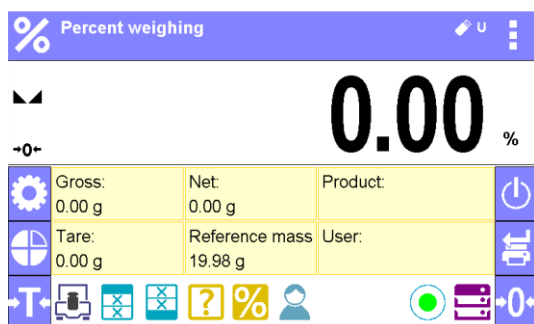 % Percent weighing U
0.00 %
→0←
Gross: Net: Product:
0.00 g 0.00 g
Tare: Reference mass User:
0.00 g 19.98 g
→T← ? % →0←